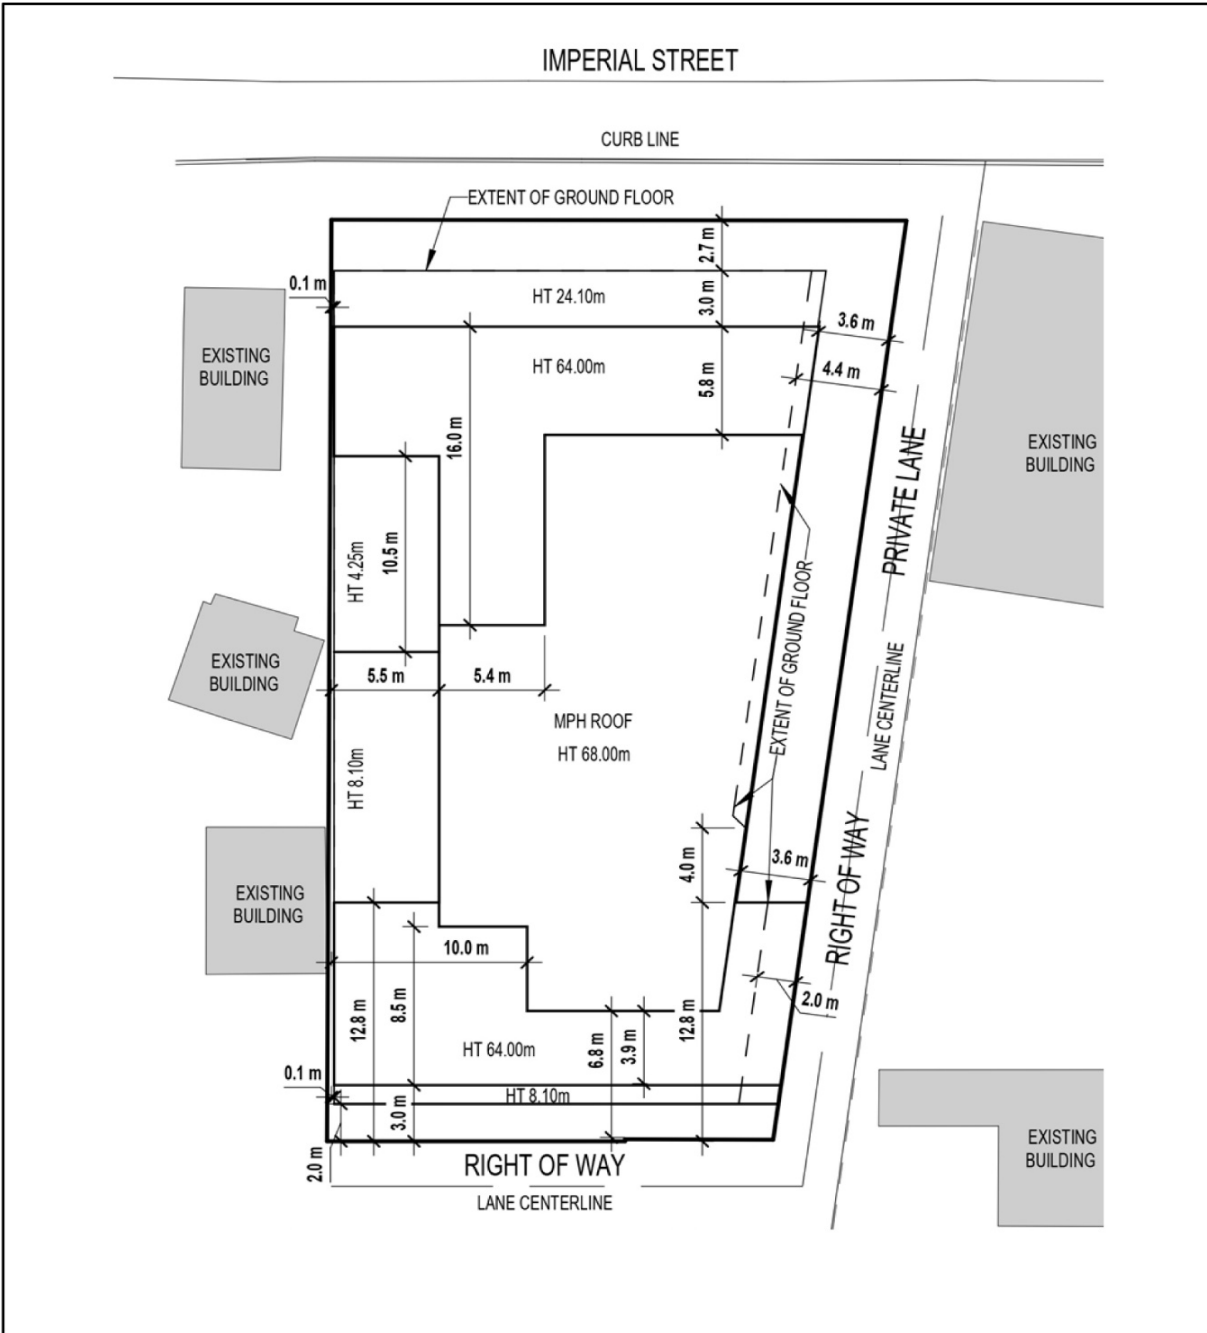 IMPERIAL STREET
CURB LINE
EXTENT OF GROUND FLOOR
2.7 m
0.1 m
HT 24.10m
3.0 m
3.6 m
EXISTING
BUILDING
HT 64.00m
4.4 m
5.8 m
16.0 m
EXISTING
BUILDING
PRIVATE LANE
HT 4.25m
10.5 m
EXTENT OF GROUND FLOOR
EXISTING
BUILDING
5.5 m
5.4 m
LANE CENTERLINE
MPH ROOF
HT 68.00m
HT 8.10m
4.0 m
3.6 m
RIGHT OF WAY
EXISTING
BUILDING
10.0 m
2.0 m
12.8 m
8.5 m
HT 64.00m
6.8 m
3.9 m
12.8 m
0.1 m
HT 8.10m
3.0 m
2.0 m
RIGHT OF WAY
LANE CENTERLINE
EXISTING
BUILDING